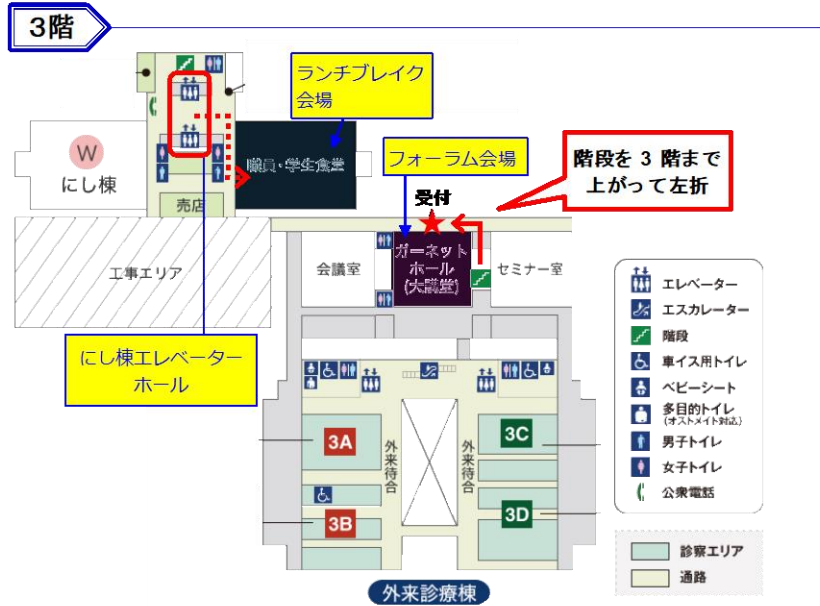 3階
ランチブレイク
会場
W
にし棟
職員・学生食堂
フォーラム会場
階段を 3 階まで
上がって左折
受付
売店
ガーネット
ホール
(大講堂)
工事エリア
会議室
セミナー室
にし棟エレベーター
ホール
エレベーター
エスカレーター
階段
車イス用トイレ
ベビーシート
多目的トイレ
(オストメイト対応)
男子トイレ
女子トイレ
公衆電話
3A
外来待合
外来待合
3C
3B
3D
診察エリア
通路
外来診療棟